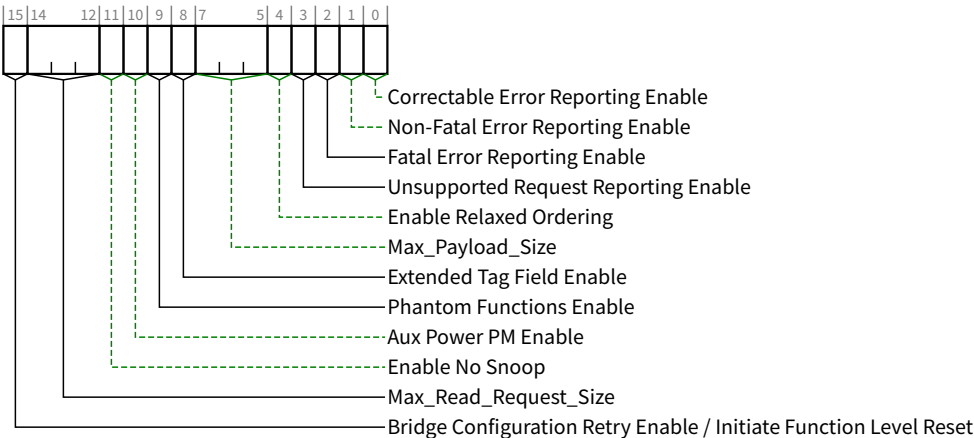 15 14 12 11 10 9 8 7 5 4 3 2 1 0
Correctable Error Reporting Enable
Non-Fatal Error Reporting Enable
Fatal Error Reporting Enable
Unsupported Request Reporting Enable
Enable Relaxed Ordering
Max_Payload_Size
Extended Tag Field Enable
Phantom Functions Enable
Aux Power PM Enable
Enable No Snoop
Max_Read_Request_Size
Bridge Configuration Retry Enable / Initiate Function Level Reset